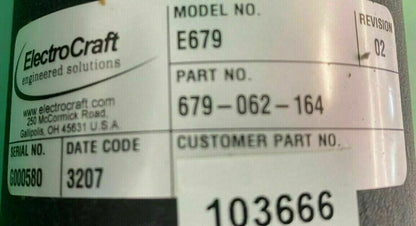 ElectroCraft
engineered solutions
www.electrocraft.com
250 McCormick Road.
Gallipolis, OH 45631 U.S.A.
MODEL NO.
E679
REVISION
02
PART NO.
679-062-164
SERIAL NO.
G000580
DATE CODE
3207
CUSTOMER PART NO.
103666